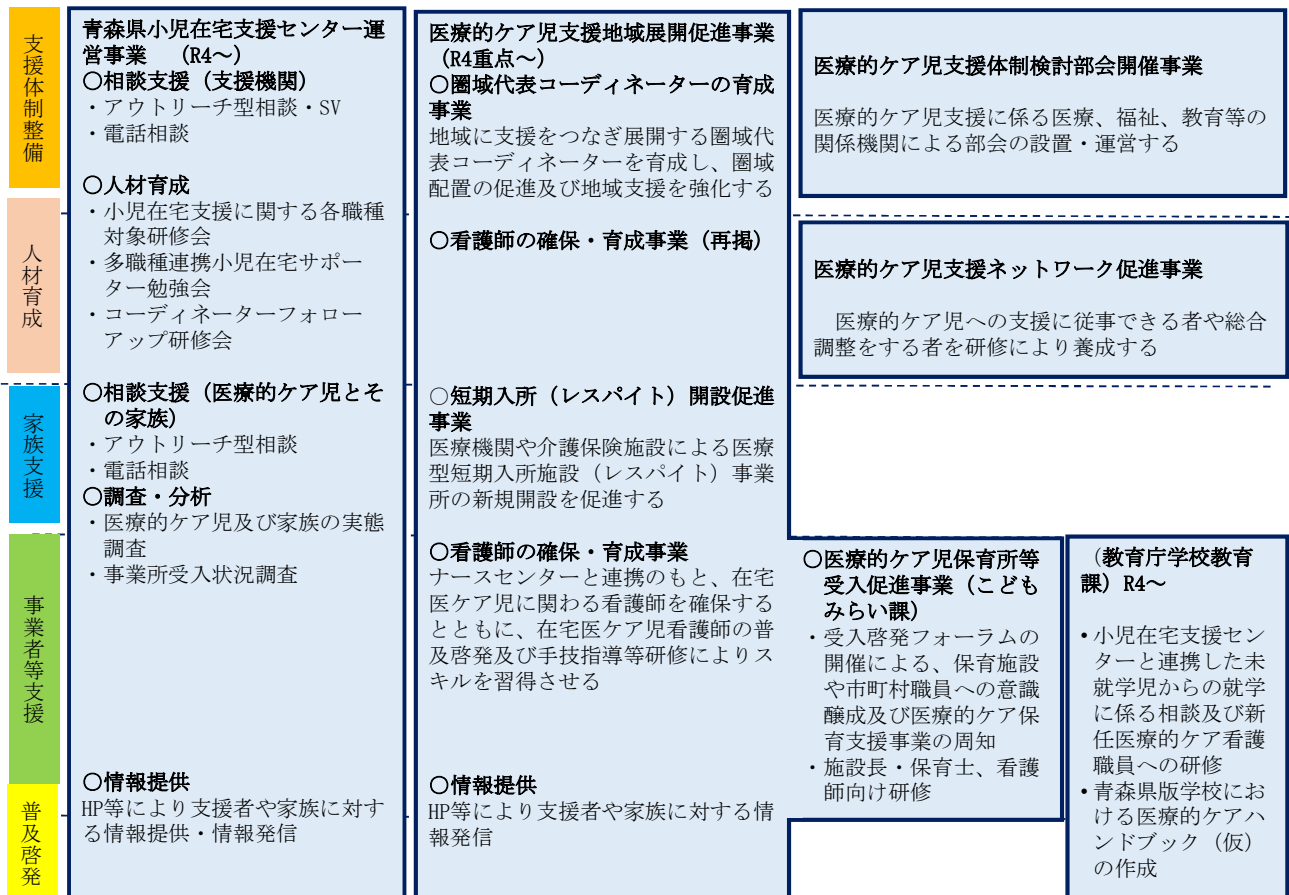 支援体制整備
人材育成
家族支援
事業者等支援
普及啓発
青森県小児在宅支援センター運
営事業　（R4～）
○相談支援（支援機関）
・アウトリーチ型相談・SV
・電話相談
○人材育成
・小児在宅支援に関する各職種
対象研修会
・多職種連携小児在宅サポー
ター勉強会
・コーディネーターフォロー
アップ研修会
○相談支援（医療的ケア児とそ
の家族）
・アウトリーチ型相談
・電話相談
○調査・分析
・医療的ケア児及び家族の実態
調査
・事業所受入状況調査
○情報提供
HP等により支援者や家族に対す
る情報提供・情報発信
医療的ケア児支援地域展開促進事業
（R4重点～）
○圏域代表コーディネーターの育成
事業
地域に支援をつなぎ展開する圏域代
表コーディネーターを育成し、圏域
配置の促進及び地域支援を強化する
○看護師の確保・育成事業（再掲）
○短期入所（レスパイト）開設促進
事業
医療機関や介護保険施設による医療
型短期入所施設（レスパイト）事業
所の新規開設を促進する
○看護師の確保・育成事業
ナースセンターと連携のもと、在宅
医ケア児に関わる看護師を確保する
とともに、在宅医ケア児看護師の普
及啓発及び手技指導等研修によりス
キルを習得させる
○情報提供
HP等により支援者や家族に対する情
報発信
医療的ケア児支援体制検討部会開催事業
医療的ケア児支援に係る医療、福祉、教育等の
関係機関による部会の設置・運営する
医療的ケア児支援ネットワーク促進事業
医療的ケア児への支援に従事できる者や総合
調整をする者を研修により養成する
○医療的ケア児保育所等
受入促進事業（こども
みらい課）
・受入啓発フォーラムの
開催による、保育施設
や市町村職員への意識
醸成及び医療的ケア保
育支援事業の周知
・施設長・保育士、看護
師向け研修
（教育庁学校教育
課）R4～
•小児在宅支援セン
ターと連携した未
就学児からの就学
に係る相談及び新
任医療的ケア看護
職員への研修
•青森県版学校にお
ける医療的ケアハ
ンドブック（仮）
の作成